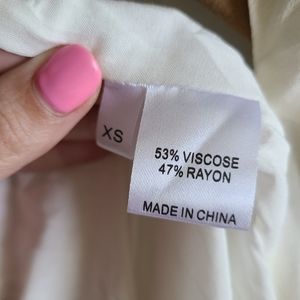 XS
53% VISCOSE
47% RAYON
MADE IN CHINA